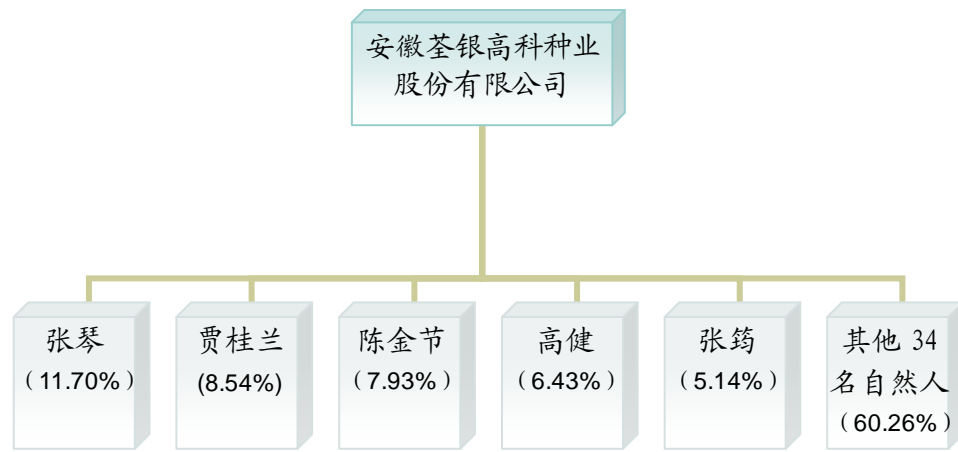 安徽荃银高科种业
股份有限公司
张琴
（11.70%）
贾桂兰
(8.54%)
陈金节
（7.93%）
高健
（6.43%）
张筠
（5.14%）
其他 34
名自然人
（60.26%）